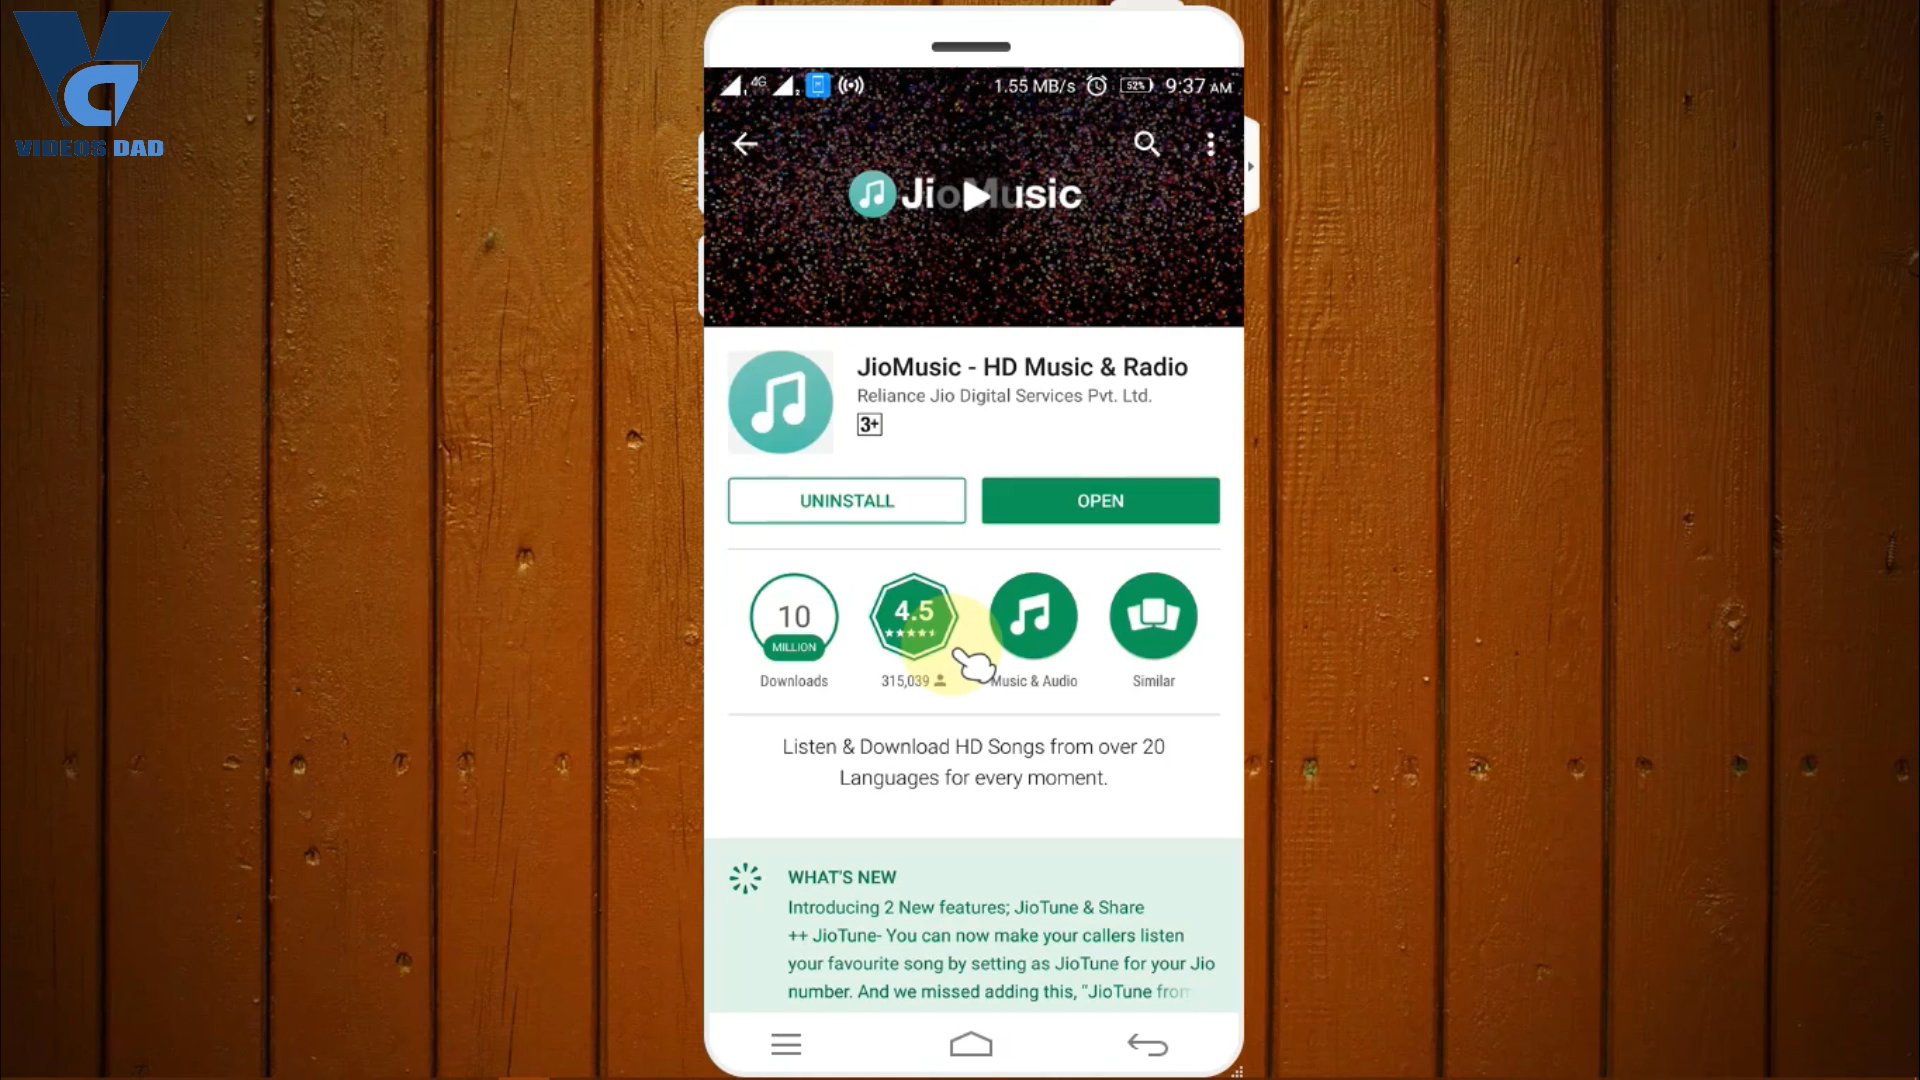 VIDEOS DAD
4G
1.55 MB/s
52%
9:37 AM
JioMusic
JioMusic - HD Music & Radio
Reliance Jio Digital Services Pvt. Ltd.
3+
UNINSTALL
OPEN
10
MILLION
Downloads
4.5
315,039
Music & Audio
Similar
Listen & Download HD Songs from over 20
Languages for every moment.
WHAT'S NEW
Introducing 2 New features; JioTune & Share
++ JioTune- You can now make your callers listen
your favourite song by setting as JioTune for your Jio
number. And we missed adding this, “JioTune from